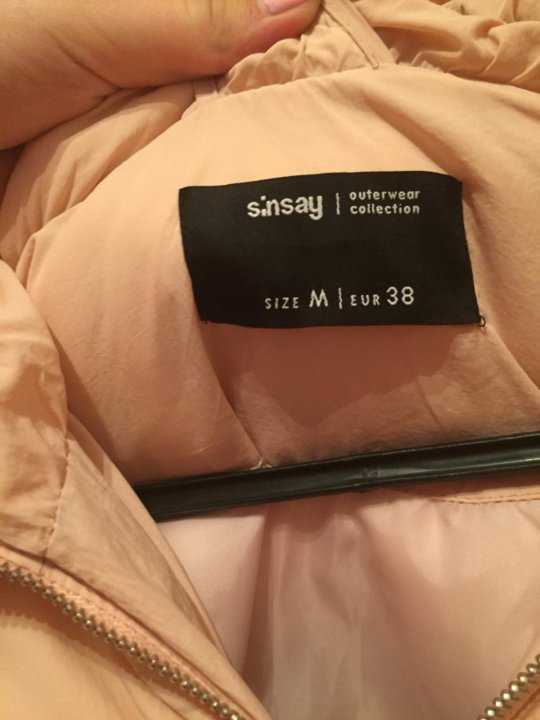 sinsay | outerwear
collection
SIZE M | EUR 38